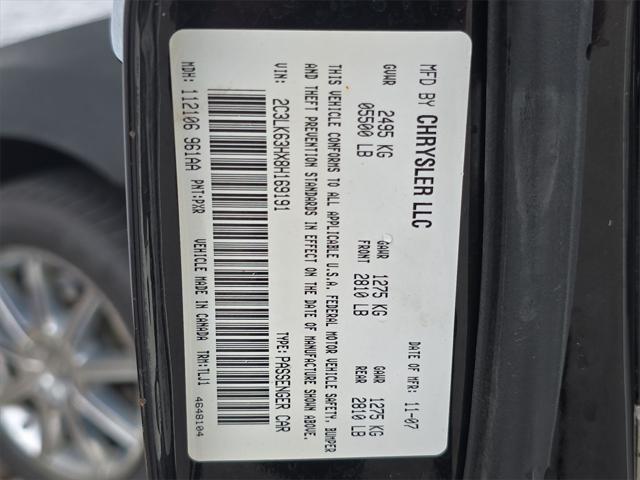 MFD BY CHRYSLER LLC DATE OF MFR: 11-07
GVWR 2495 KG 05500 LB GAWR FRONT 1275 KG 2810 LB GAWR REAR 1275 KG 2810 LB
THIS VEHICLE CONFORMS TO ALL APPLICABLE U.S.A. FEDERAL MOTOR VEHICLE SAFETY, BUMPER
AND THEFT PREVENTION STANDARDS IN EFFECT ON THE DATE OF MANUFACTURE SHOWN ABOVE.
VIN: 2C3LK63HX8H169191 TYPE: PASSENGER CAR
MDH: 112106 961AA PNT:PXR VEHICLE MADE IN CANADA TRM:TLJ1 4648104